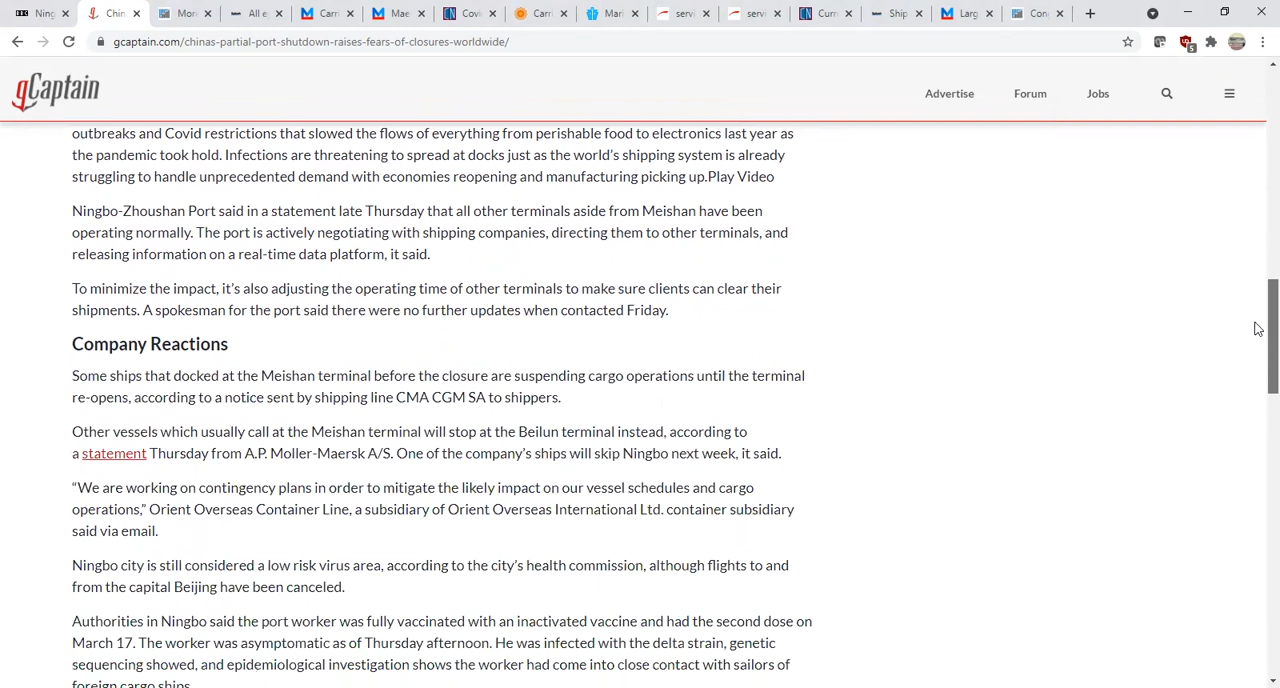 Ning
Chin
Mor
All e
Carri
Mae
Covi
Carri
Mari
servi
servi
Curr
Ship
Larg
Con
gcaptain.com/chinas-partial-port-shutdown-raises-fears-of-closures-worldwide/
5
gCaptain
Advertise
Forum
Jobs
outbreaks and Covid restrictions that slowed the flows of everything from perishable food to electronics last year as
the pandemic took hold. Infections are threatening to spread at docks just as the world's shipping system is already
struggling to handle unprecedented demand with economies reopening and manufacturing picking up.Play Video
Ningbo-Zhoushan Port said in a statement late Thursday that all other terminals aside from Meishan have been
operating normally. The port is actively negotiating with shipping companies, directing them to other terminals, and
releasing information on a real-time data platform, it said.
To minimize the impact, it's also adjusting the operating time of other terminals to make sure clients can clear their
shipments. A spokesman for the port said there were no further updates when contacted Friday.
Company Reactions
Some ships that docked at the Meishan terminal before the closure are suspending cargo operations until the terminal
re-opens, according to a notice sent by shipping line CMA CGM SA to shippers.
Other vessels which usually call at the Meishan terminal will stop at the Beilun terminal instead, according to
a statement Thursday from A.P. Moller-Maersk A/S. One of the company's ships will skip Ningbo next week, it said.
“We are working on contingency plans in order to mitigate the likely impact on our vessel schedules and cargo
operations,” Orient Overseas Container Line, a subsidiary of Orient Overseas International Ltd. container subsidiary
said via email.
Ningbo city is still considered a low risk virus area, according to the city's health commission, although flights to and
from the capital Beijing have been canceled.
Authorities in Ningbo said the port worker was fully vaccinated with an inactivated vaccine and had the second dose on
March 17. The worker was asymptomatic as of Thursday afternoon. He was infected with the delta strain, genetic
sequencing showed, and epidemiological investigation shows the worker had come into close contact with sailors of
foreign cargo ships.